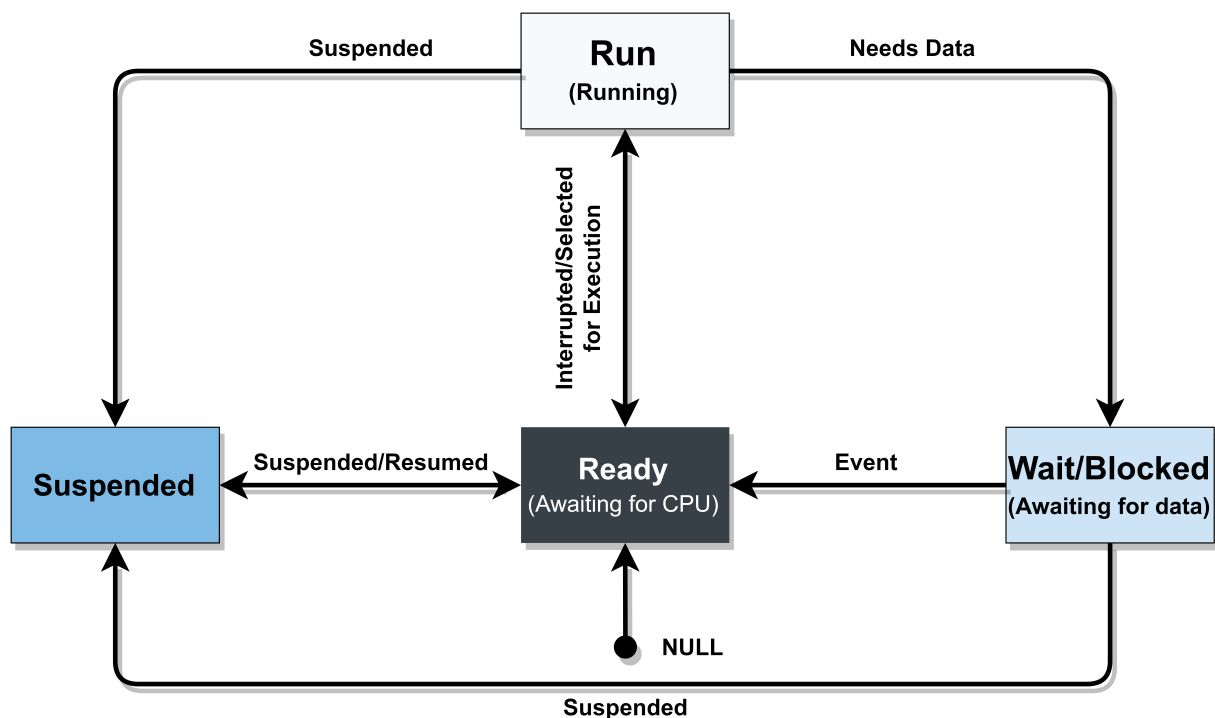 Suspended
Run
(Running)
Needs Data
Interrupted/Selected
for Execution
Suspended
Suspended/Resumed
Ready
(Awaiting for CPU)
Event
Wait/Blocked
(Awaiting for data)
NULL
Suspended